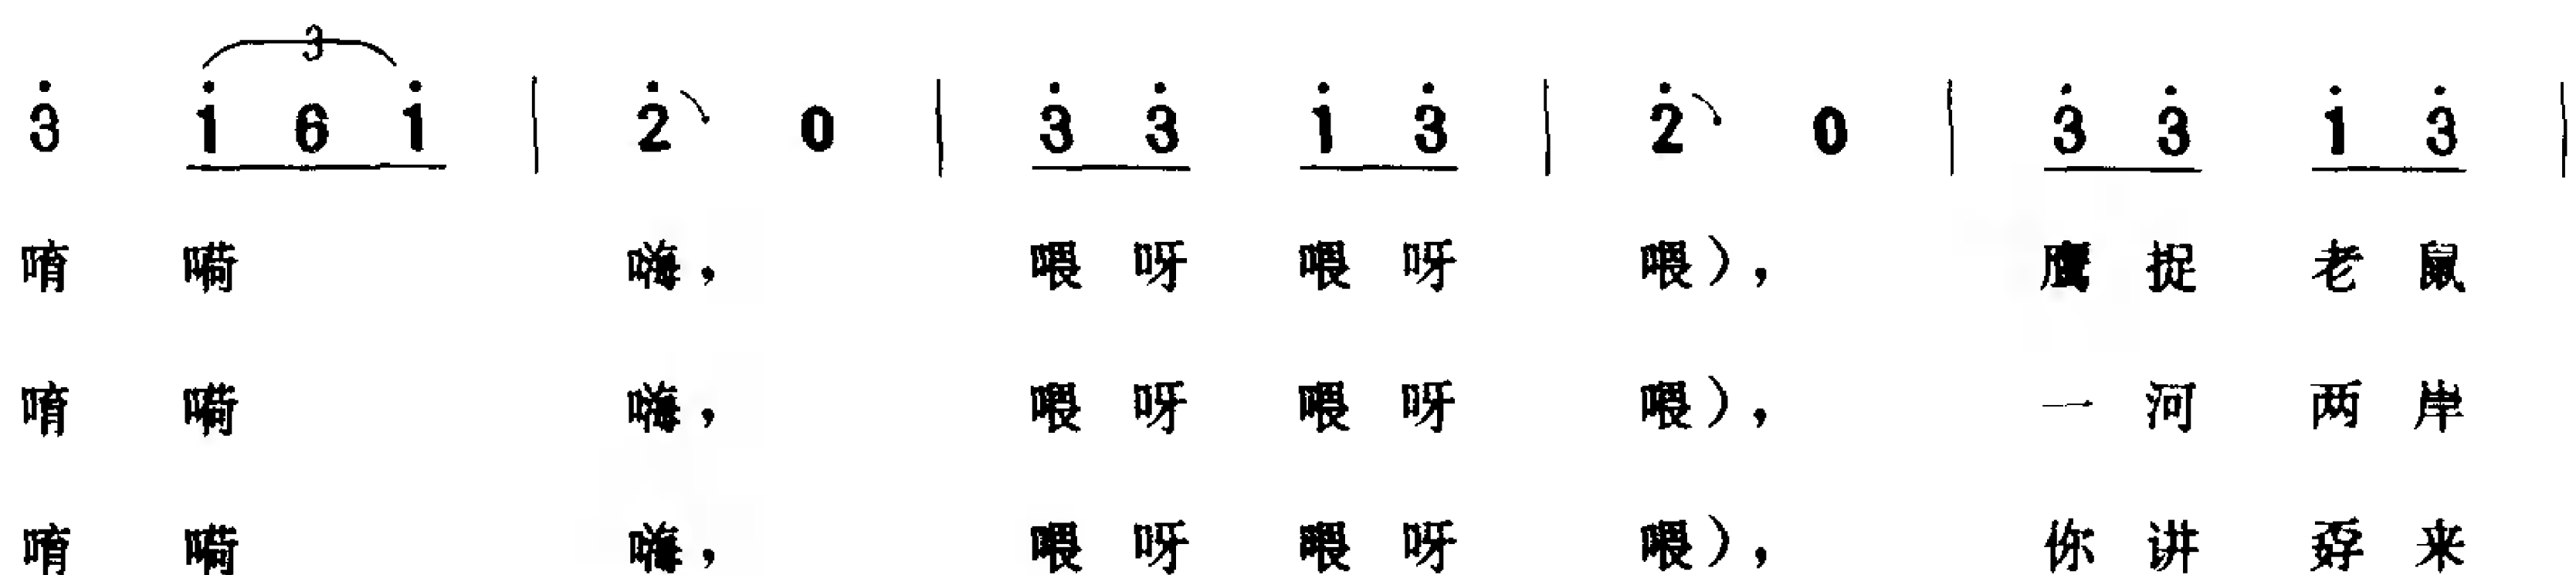 3
3̇ 1̇ 6 1̇ | 2̇ 0 | 3̇ 3̇ 1̇ 3̇ | 2̇ 0 | 3̇ 3̇ 1̇ 3̇ |
唷 嗬 嗨， 喂 呀 喂 呀 喂）， 鹰 捉 老 鼠
唷 嗬 嗨， 喂 呀 喂 呀 喂）， 一 河 两 岸
唷 嗬 嗨， 喂 呀 喂 呀 喂）， 你 讲 孬 来